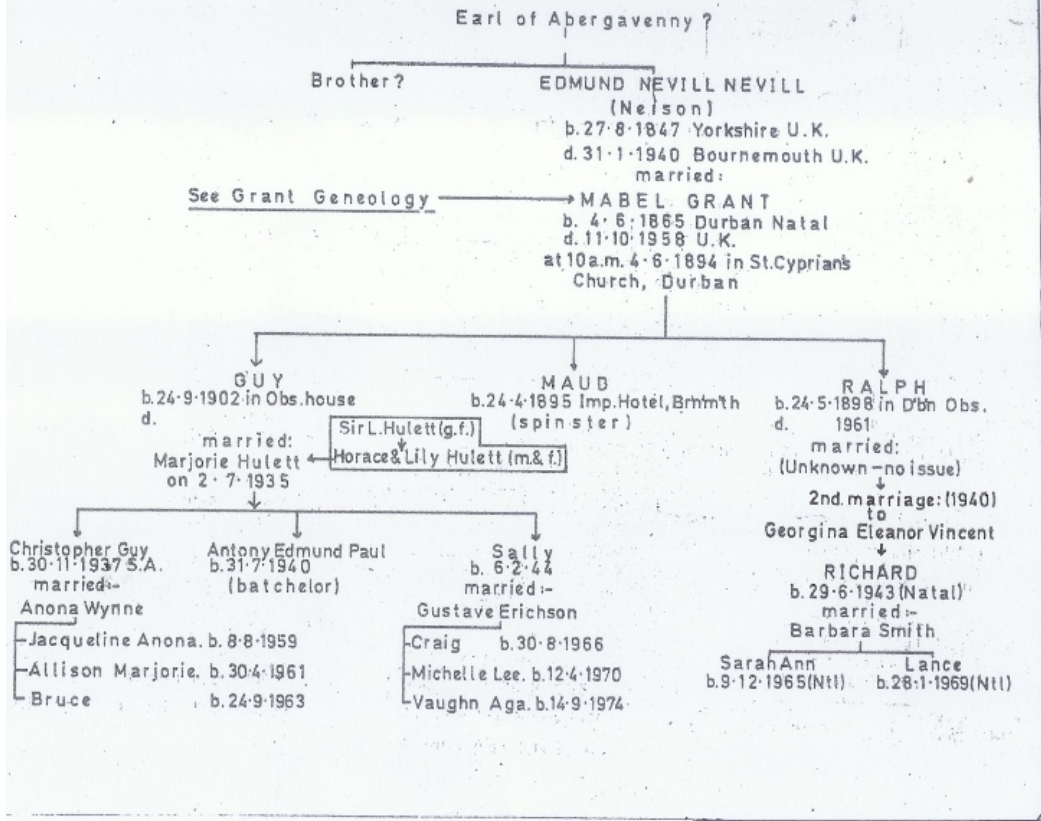 Earl of Abergavenny ?
Brother?
EDMUND NEVILL NEVILL
(Nelson)
b. 27·8·1847 Yorkshire U.K.
d. 31·1·1940 Bournemouth U.K.
married:
See Grant Geneology
MABEL GRANT
b. 4·6·1865 Durban Natal
d. 11·10·1958 U.K.
at 10a.m. 4·6·1894 in St.Cyprian's
Church, Durban
GUY
b.24·9·1902 in Obs.house
d.
married:
Marjorie Hulett
on 2·7·1935
Sir L.Hulett(g.f.)
Horace & Lily Hulett (m.& f.)
MAUD
b.24·4·1895 Imp.Hotel, Brh'm'th
(spinster)
RALPH
b.24·5·1898 in D'bn Obs.
d. 1961
married:
(Unknown – no issue)
2nd. marriage: (1940)
to
Georgina Eleanor Vincent
Christopher Guy
b.30·11·1937 S.A.
married:-
Anona Wynne
Jacqueline Anona. b. 8·8·1959
Allison Marjorie. b. 30·4·1961
Bruce b.24·9·1963
Antony Edmund Paul
b.31·7·1940
(batchelor)
Sally
b. 6·2·44
married:-
Gustave Erichson
Craig b.30·8·1966
Michelle Lee. b.12·4·1970
Vaughn Aga. b.14·9·1974
RICHARD
b. 29·6·1943 (Natal)
married:-
Barbara Smith
Sarah Ann
b.9·12·1965(Ntl)
Lance
b.28·1·1969(Ntl)